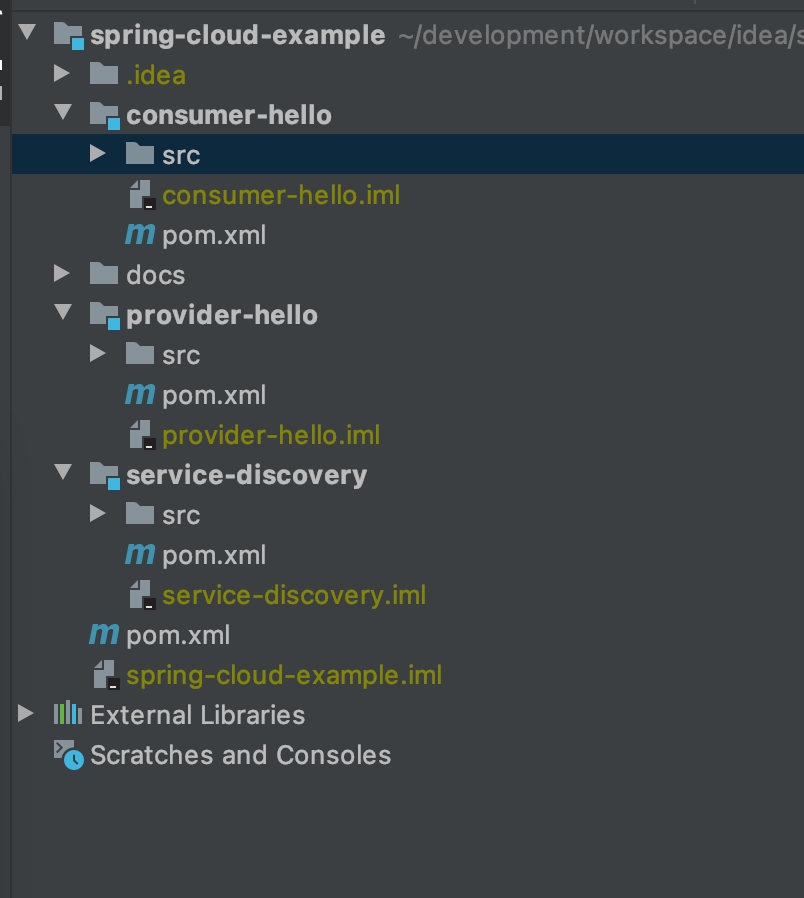 spring-cloud-example ~/development/workspace/idea/s
.idea
consumer-hello
src
consumer-hello.iml
pom.xml
docs
provider-hello
src
pom.xml
provider-hello.iml
service-discovery
src
pom.xml
service-discovery.iml
pom.xml
spring-cloud-example.iml
External Libraries
Scratches and Consoles